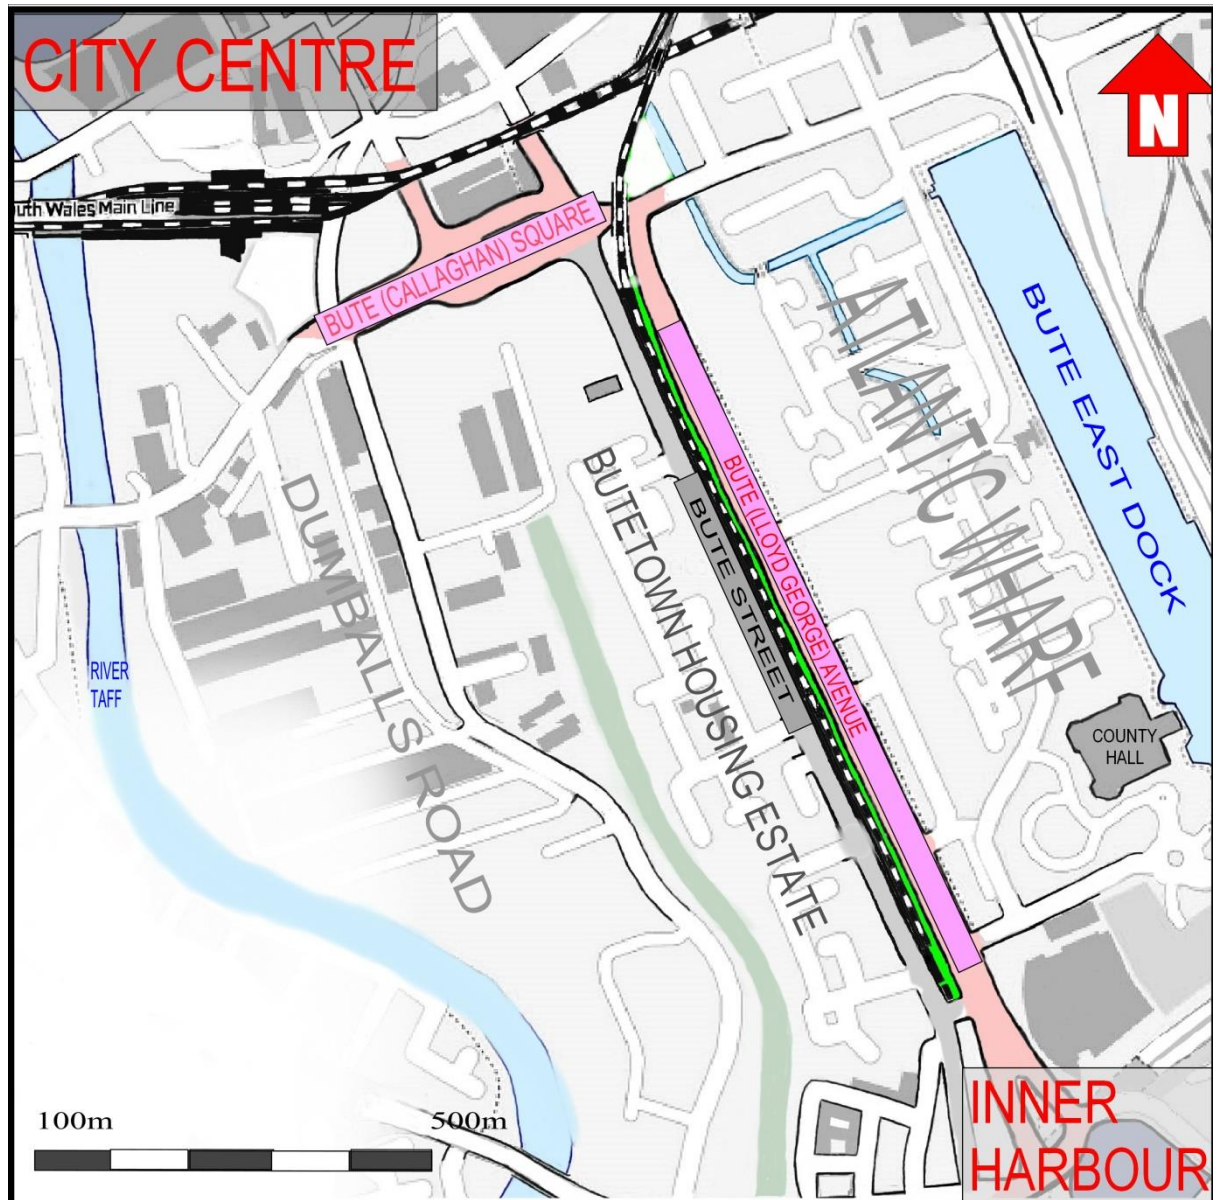 CITY CENTRE
N
outh Wales Main Line
BUTE (CALLAGHAN) SQUARE
BUTE EAST DOCK
ATLANTIC WHARF
BUTE (LLOYD GEORGE) AVENUE
BUTE STREET
BUTETOWN HOUSING ESTATE
DUMBALLS ROAD
RIVER
TAFF
COUNTY
HALL
100m
500m
INNER
HARBOUR